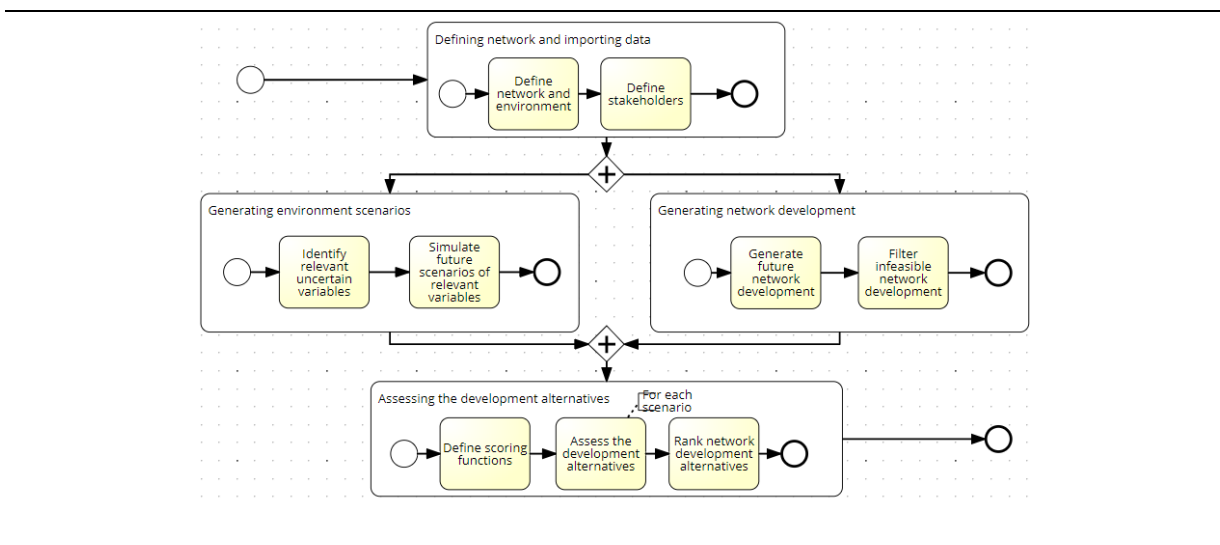 Defining network and importing data
Define
network and
environment
Define
stakeholders
Generating environment scenarios
Identify
relevant
uncertain
variables
Simulate
future
scenarios of
relevant
variables
Generating network development
Generate
future
network
development
Filter
infeasible
network
development
Assessing the development alternatives
For each
scenario
Define scoring
functions
Assess the
development
alternatives
Rank network
development
alternatives